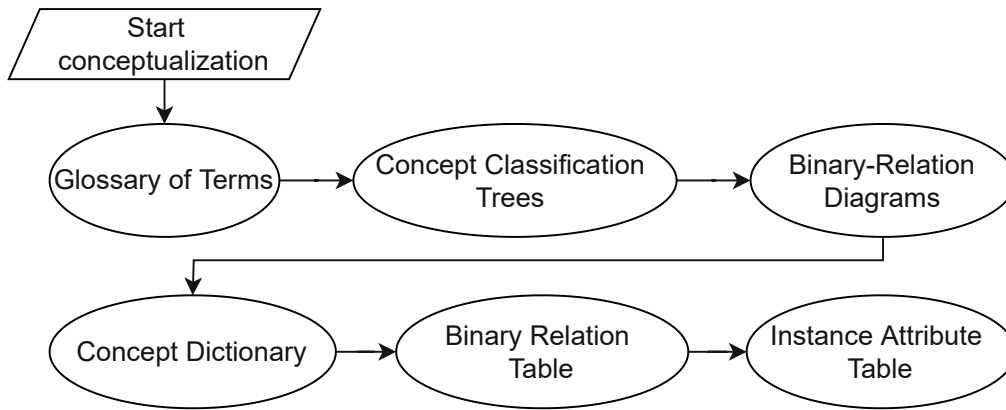 Start
conceptualization
Glossary of Terms
Concept Classification
Trees
Binary-Relation
Diagrams
Concept Dictionary
Binary Relation
Table
Instance Attribute
Table